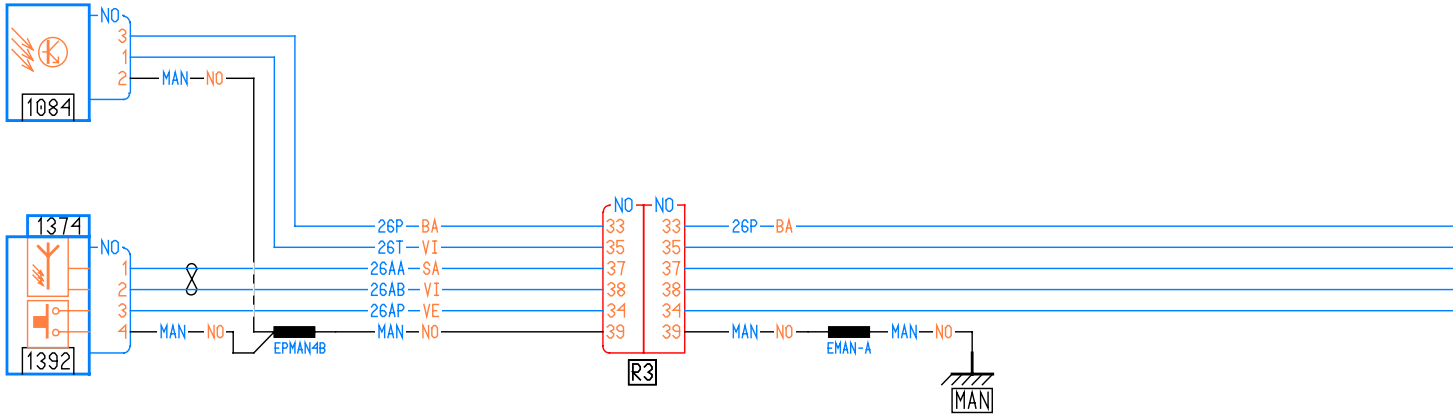 NO
3
1
2 MAN NO
1084
1374
NO
26P BA 33 NO NO 33 26P BA
26T VI 35 35
1 26AA SA 37 37
2 26AB VI 38 38
3 26AP VE 34 34
4 MAN NO MAN NO 39 39 MAN NO MAN NO
EPMAN4B EMAN-A
1392
R3
MAN